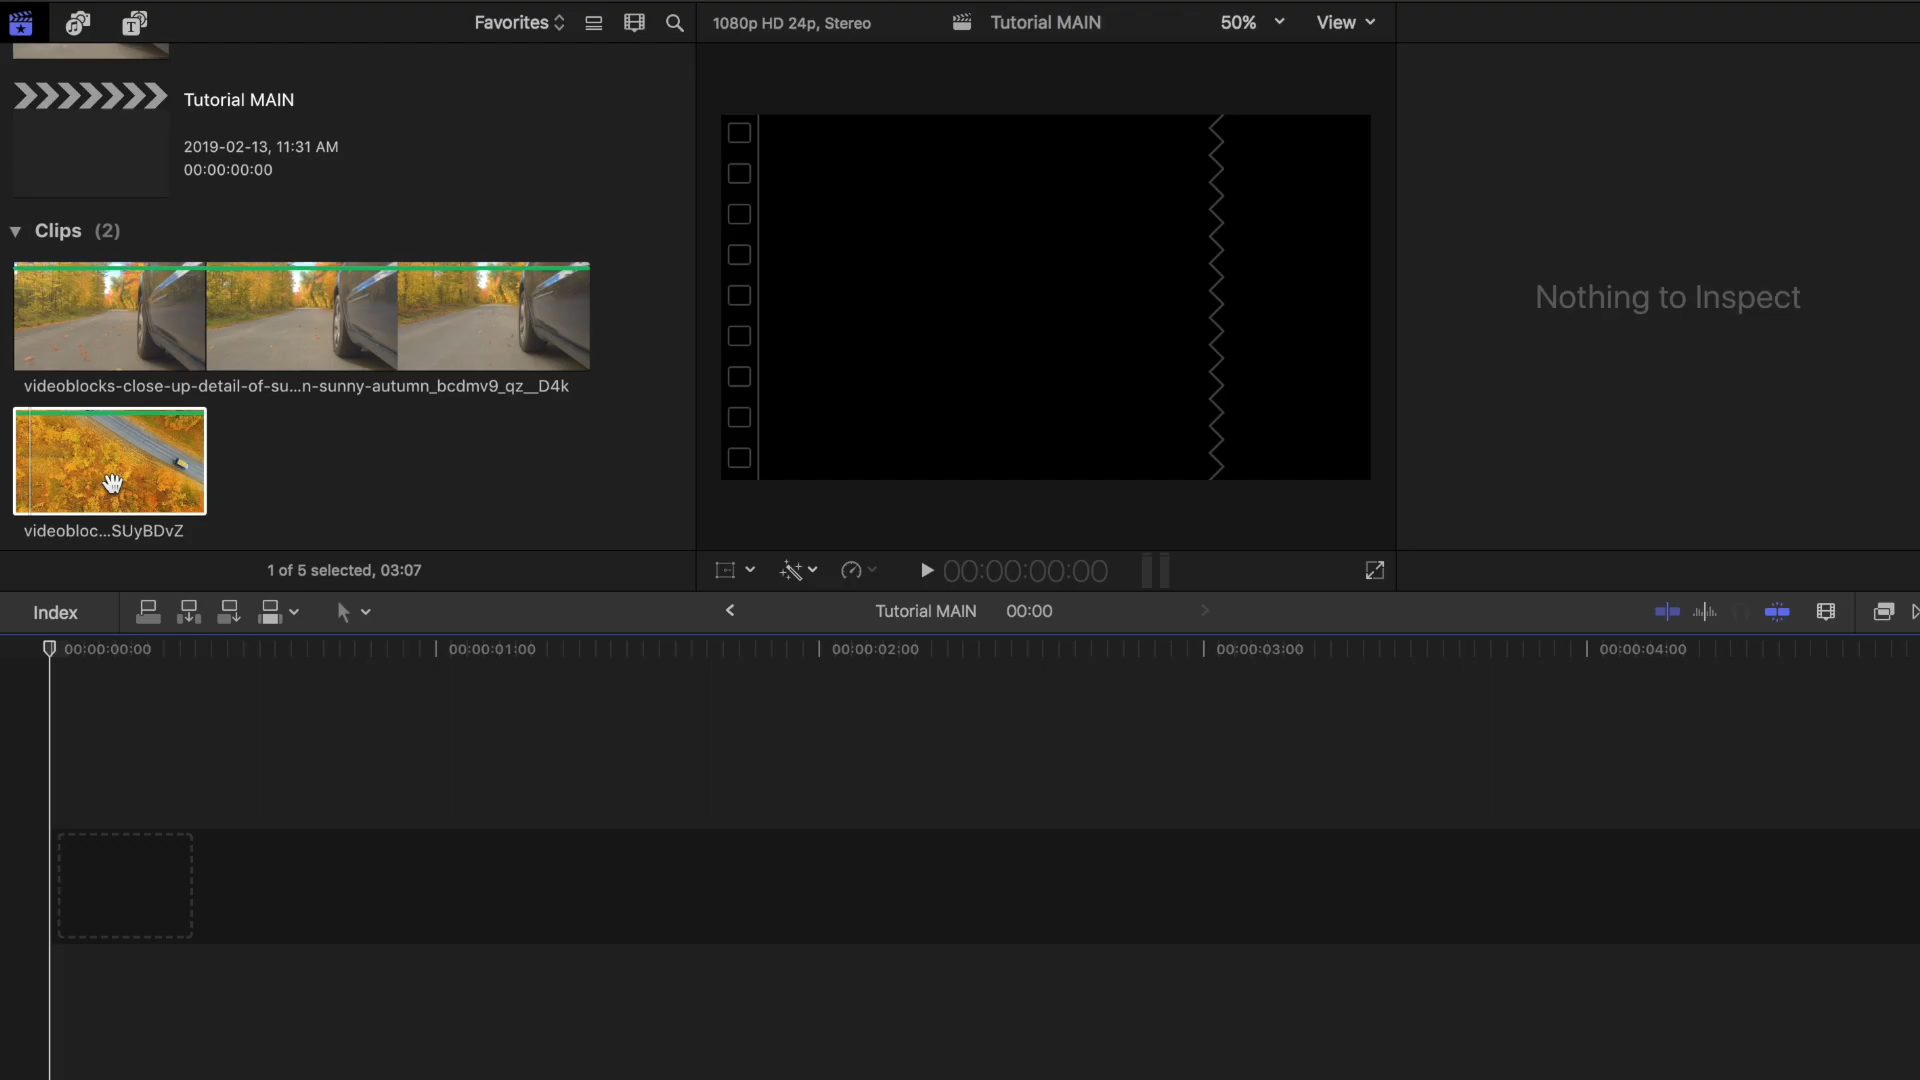 Favorites
1080p HD 24p, Stereo
Tutorial MAIN
50%
View
Tutorial MAIN
2019-02-13, 11:31 AM
00:00:00:00
Clips (2)
videoblocks-close-up-detail-of-su...n-sunny-autumn_bcdmv9_qz__D4k
videobloc...SUyBDvZ
Nothing to Inspect
1 of 5 selected, 03:07
00:00:00:00
Index
Tutorial MAIN 00:00
00:00:00:00
00:00:01:00
00:00:02:00
00:00:03:00
00:00:04:00